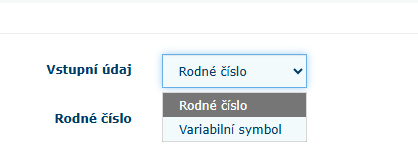 Vstupní údaj Rodné číslo
Rodné číslo Rodné číslo
Variabilní symbol